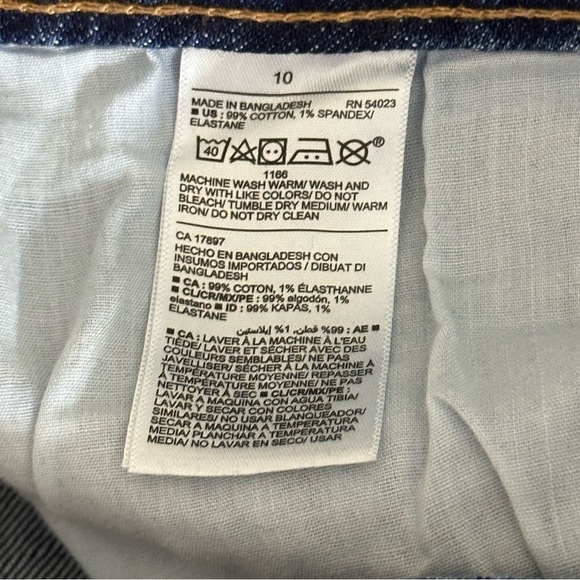 10
MADE IN BANGLADESH RN 54023
■ US : 99% COTTON, 1% SPANDEX/
ELASTANE
40
®
1166
MACHINE WASH WARM/ WASH AND
DRY WITH LIKE COLORS/ DO NOT
BLEACH/ TUMBLE DRY MEDIUM/ WARM
IRON/ DO NOT DRY CLEAN
CA 17897
HECHO EN BANGLADESH CON
INSUMOS IMPORTADOS / DIBUAT DI
BANGLADESH
■ CA : 99% COTON, 1% ÉLASTHANNE
■ CL/CR/MX/PE : 99% algodón, 1%
elastano ■ ID : 99% KAPAS, 1%
ELASTANE
■ AE : 99% قطن, 1% إيلاستين
■ CA : LAVER À LA MACHINE À L'EAU
TIÈDE/ LAVER ET SÉCHER AVEC DES
COULEURS SEMBLABLES/ NE PAS
JAVELLISER/ SÉCHER À LA MACHINE À
TEMPÉRATURE MOYENNE/ REPASSER
À TEMPÉRATURE MOYENNE/ NE PAS
NETTOYER À SEC ■ CL/CR/MX/PE :
LAVAR A MAQUINA CON AGUA TIBIA/
LAVAR Y SECAR CON COLORES
SIMILARES/ NO USAR BLANQUEADOR/
SECAR A MAQUINA A TEMPERATURA
MEDIA/ PLANCHAR A TEMPERATURA
MEDIA/ NO LAVAR EN SECO/ USAR